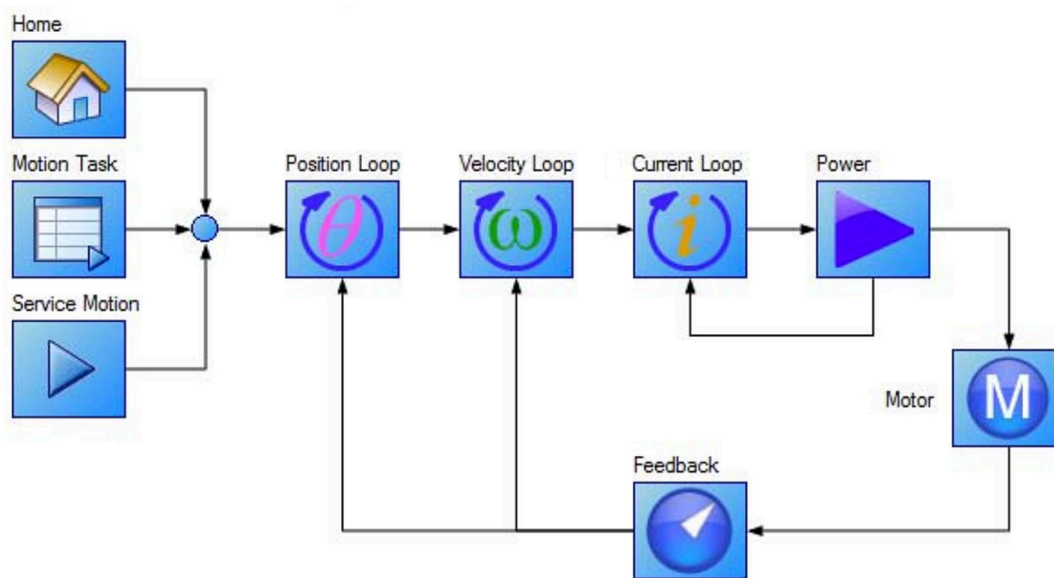 Home
Motion Task
Service Motion
Position Loop
θ
Velocity Loop
ω
Current Loop
i
Power
Motor
M
Feedback